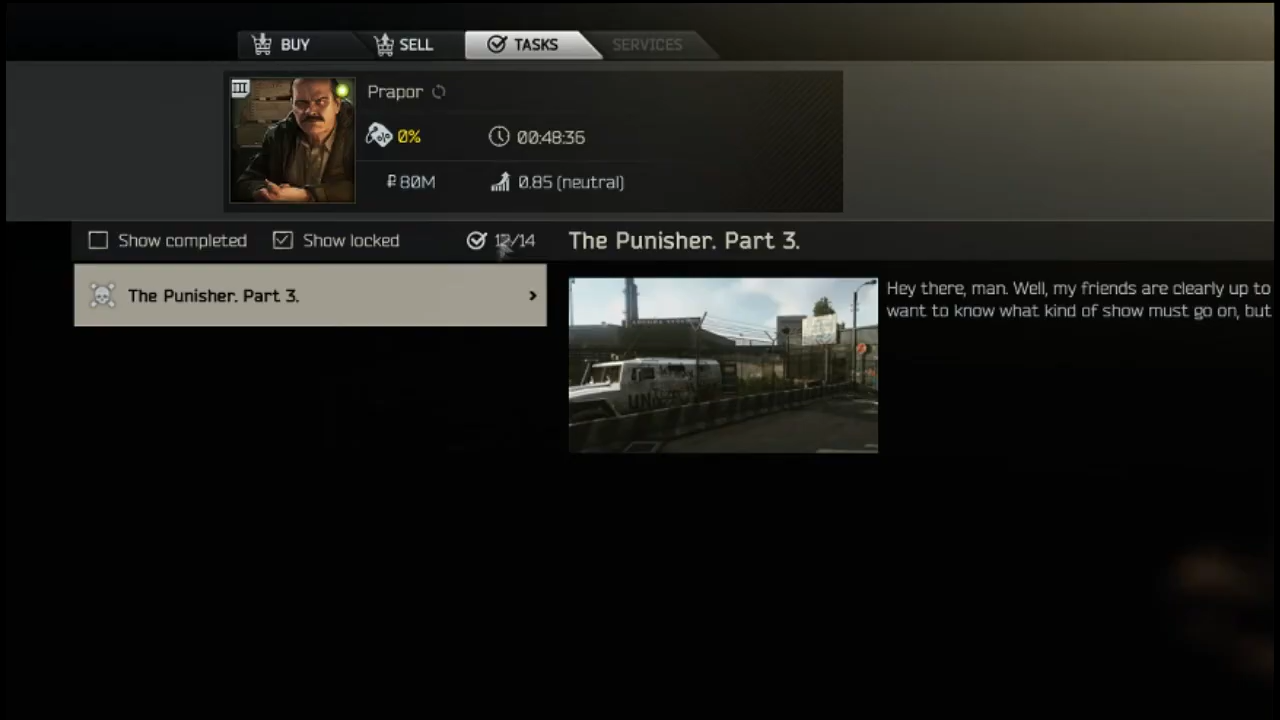 BUY SELL TASKS SERVICES
III
Prapor
0% 00:48:36
₽ 80M 0.85 (neutral)
Show completed Show locked 12/14 The Punisher. Part 3.
The Punisher. Part 3.
Hey there, man. Well, my friends are clearly up to
want to know what kind of show must go on, but
UN